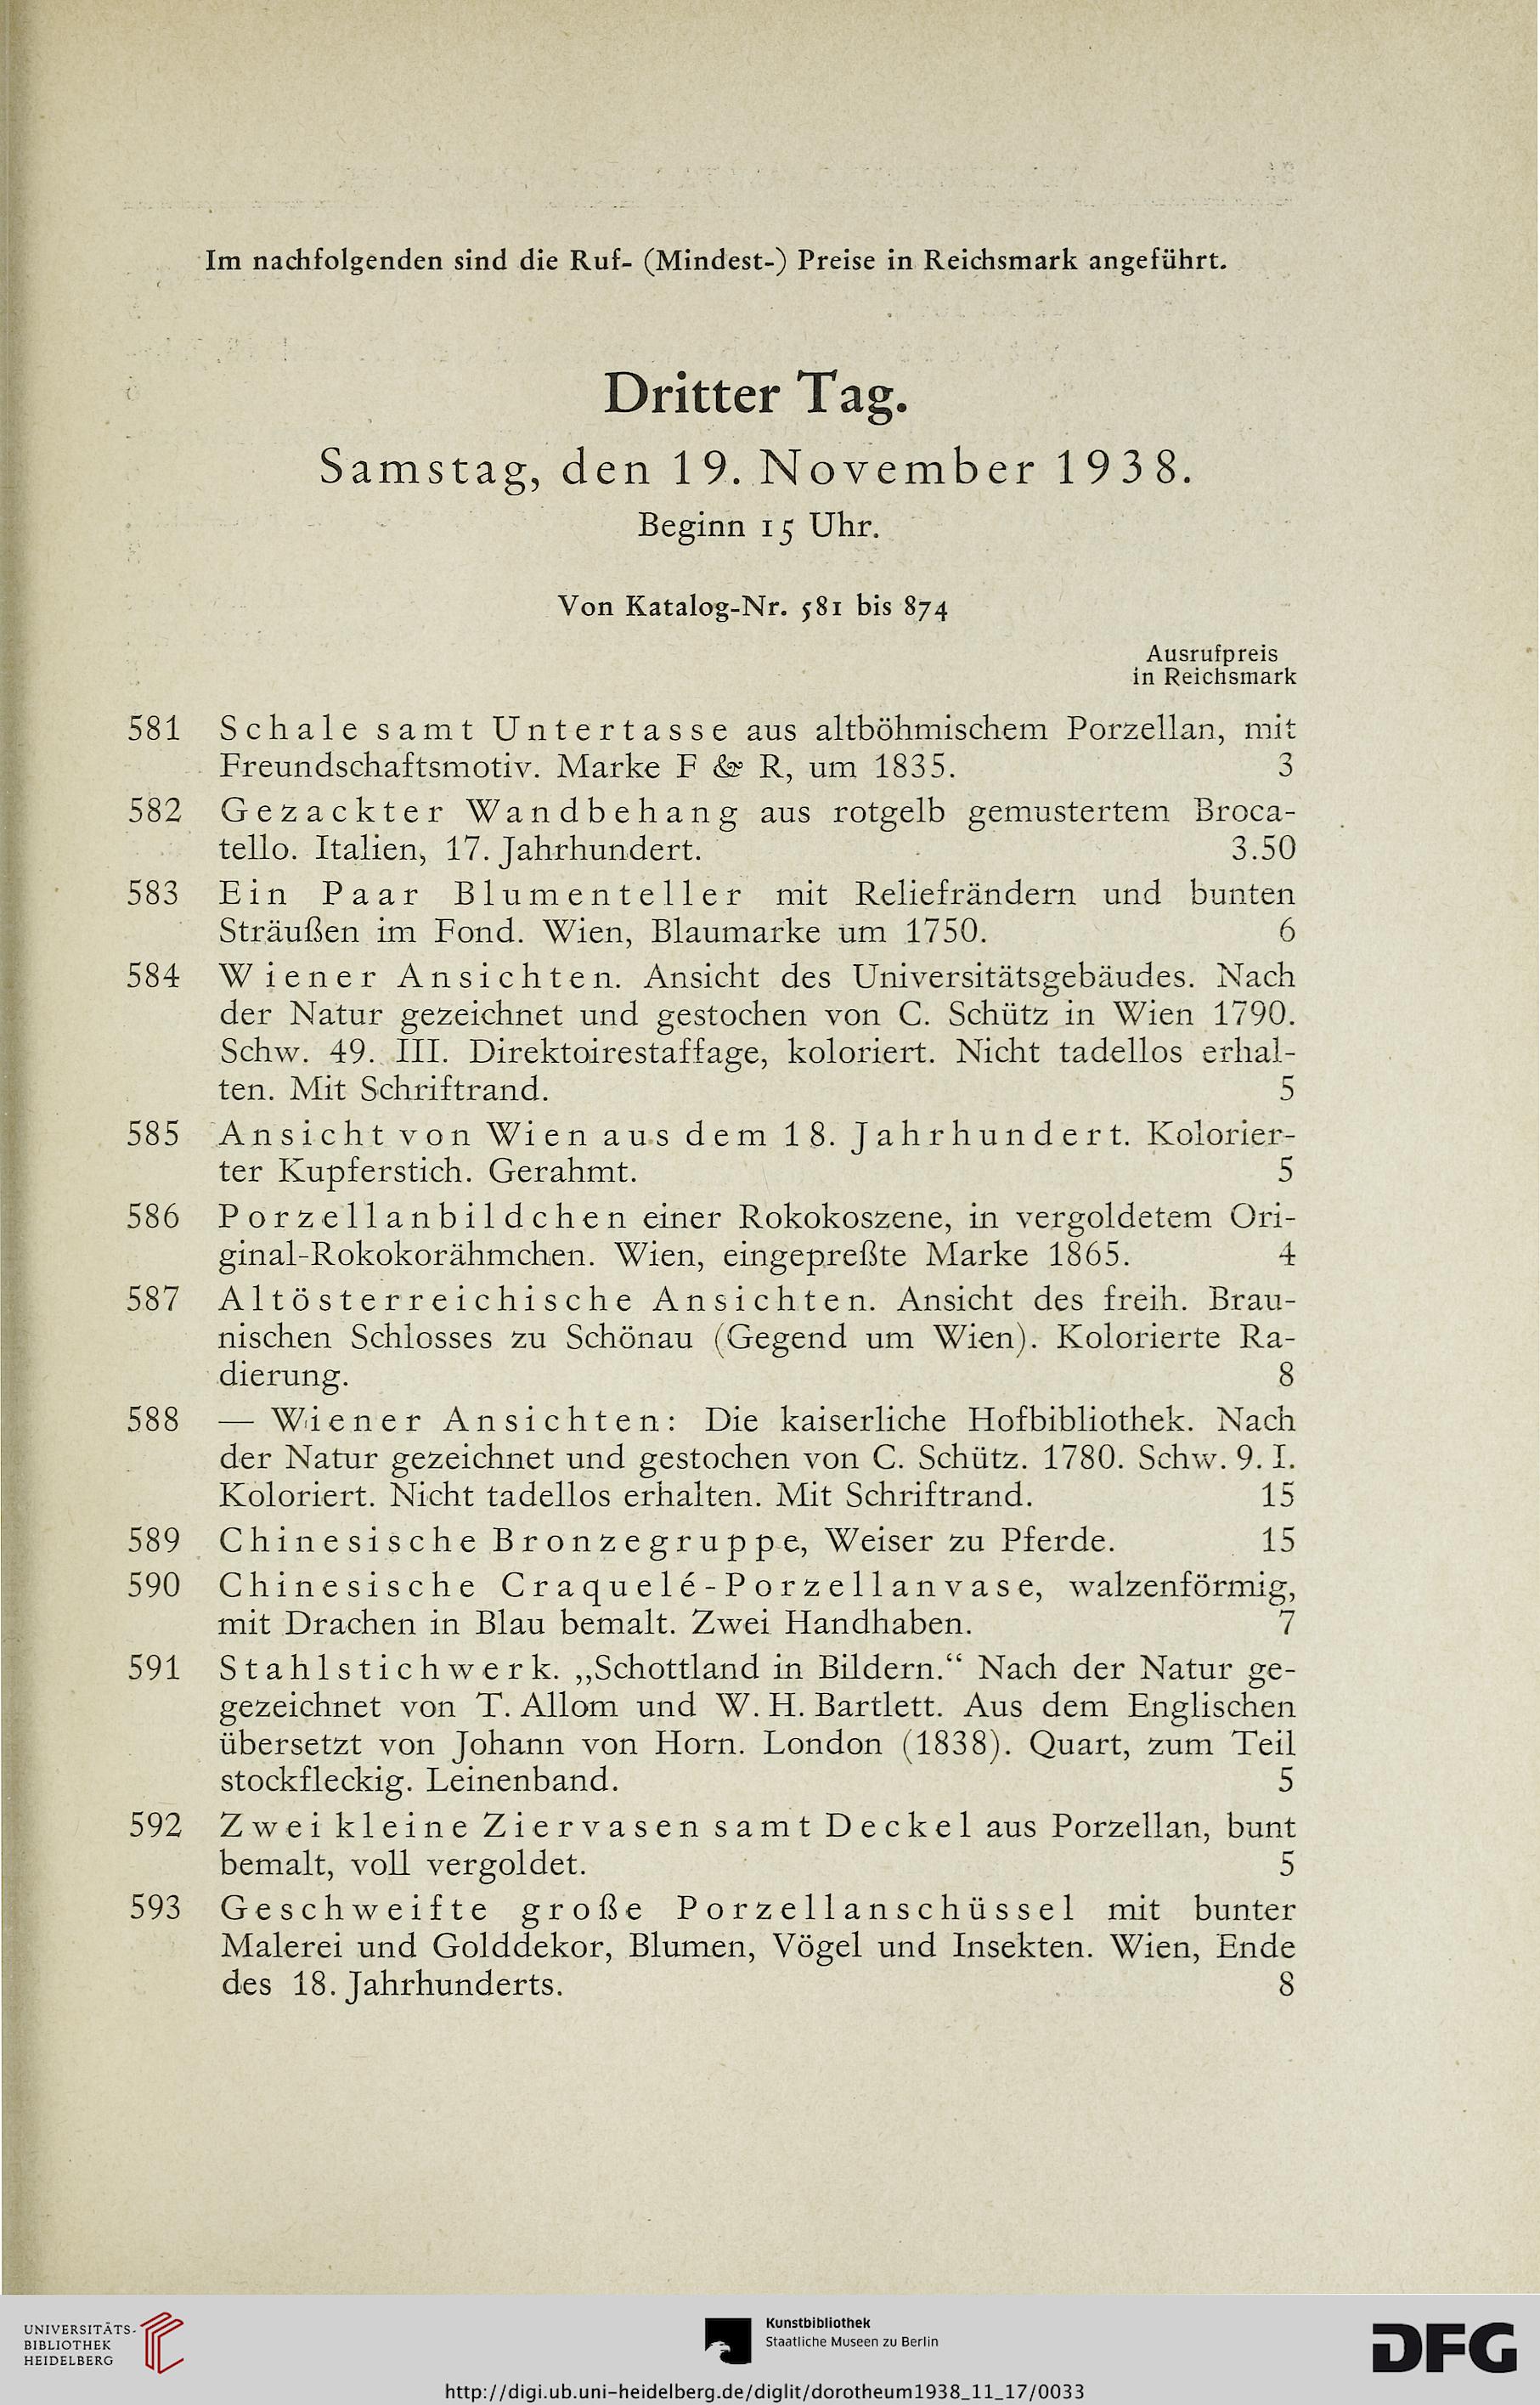 Im nachfolgenden sind die Ruf- (Mindest-) Preise in Reichsmark angeführt.
Dritter Tag.
Samstag, den 19. November 1938.
Beginn 15 Uhr.
Von Katalog-Nr. 581 bis 874
Ausrufpreis
in Reichsmark
581 Schale samt Untertasse aus altböhmischem Porzellan, mit
Freundschaftsmotiv. Marke F & R, um 1835. 3
582 Gezackter Wandbehang aus rotgelb gemustertem Broca-
tello. Italien, 17. Jahrhundert. 3.50
583 Ein Paar Blumenteller mit Reliefrändern und bunten
Sträußen im Fond. Wien, Blaumarke um 1750. 6
584 Wiener Ansichten. Ansicht des Universitätsgebäudes. Nach
der Natur gezeichnet und gestochen von C. Schütz in Wien 1790.
Schw. 49. III. Direktoirestaffage, koloriert. Nicht tadellos erhal-
ten. Mit Schriftrand. 5
585 Ansicht von Wien aus dem 18. Jahrhundert. Kolorier-
ter Kupferstich. Gerahmt. 5
586 Porzellanbildchen einer Rokokoszene, in vergoldetem Ori-
ginal-Rokokorähmchen. Wien, eingepreßte Marke 1865. 4
587 Altösterreichische Ansichten. Ansicht des freih. Brau-
nischen Schlosses zu Schönau (Gegend um Wien). Kolorierte Ra-
dierung. 8
588 — Wiener Ansichten: Die kaiserliche Hofbibliothek. Nach
der Natur gezeichnet und gestochen von C. Schütz. 1780. Schw. 9. I.
Koloriert. Nicht tadellos erhalten. Mit Schriftrand. 15
589 Chinesische Bronzegruppe, Weiser zu Pferde. 15
590 Chinesische Craquelé-Porzellanvase, walzenförmig,
mit Drachen in Blau bemalt. Zwei Handhaben. 7
591 Stahlstichwerk. „Schottland in Bildern.“ Nach der Natur ge-
gezeichnet von T. Allom und W. H. Bartlett. Aus dem Englischen
übersetzt von Johann von Horn. London (1838). Quart, zum Teil
stockfleckig. Leinenband. 5
592 Zwei kleine Ziervasen samt Deckel aus Porzellan, bunt
bemalt, voll vergoldet. 5
593 Geschweifte große Porzellanschüssel mit bunter
Malerei und Golddekor, Blumen, Vögel und Insekten. Wien, Ende
des 18. Jahrhunderts. 8
UNIVERSITÄTS-
BIBLIOTHEK
HEIDELBERG
Kunstbibliothek
Staatliche Museen zu Berlin
DFG
http://digi.ub.uni-heidelberg.de/diglit/dorotheum1938_11_17/0033